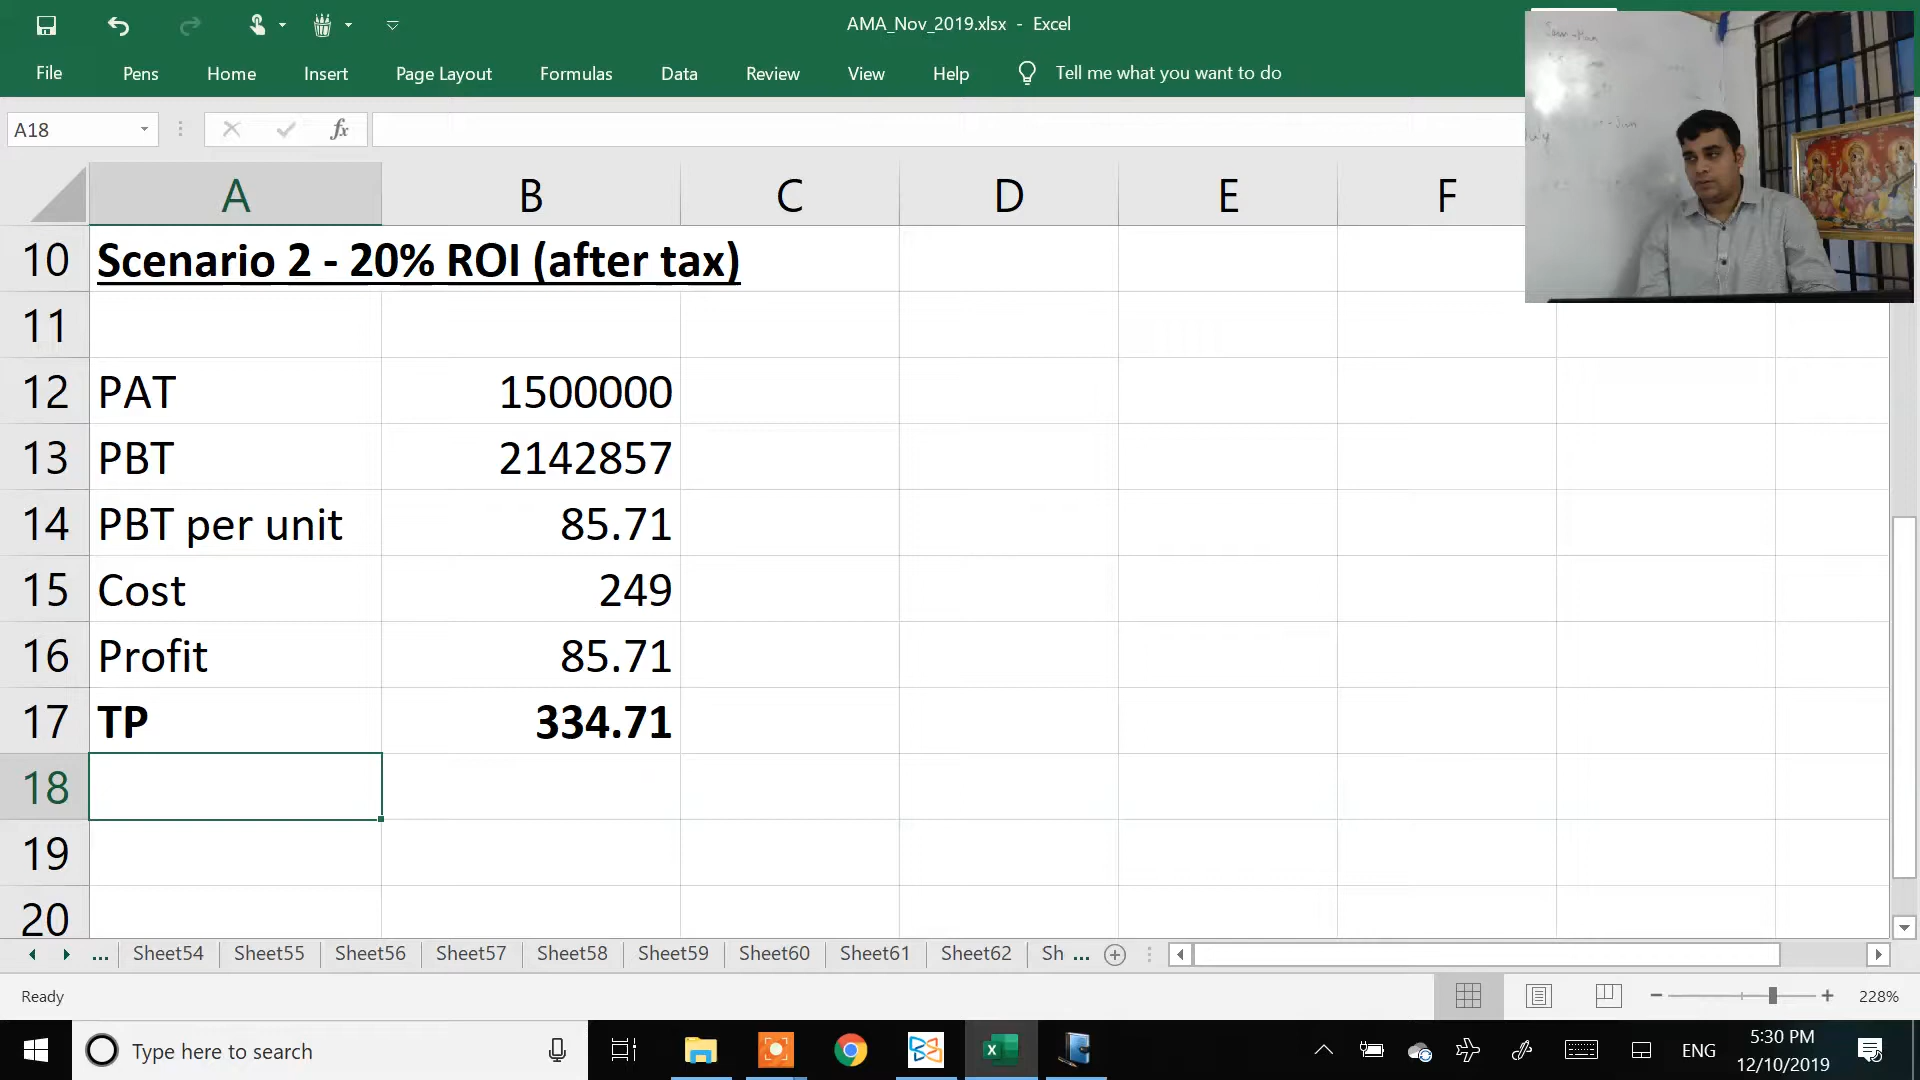 AMA_Nov_2019.xlsx - Excel
File Pens Home Insert Page Layout Formulas Data Review View Help Tell me what you want to do
A18 fx
A B C D E F
10 Scenario 2 - 20% ROI (after tax)
11
12 PAT 1500000
13 PBT 2142857
14 PBT per unit 85.71
15 Cost 249
16 Profit 85.71
17 TP 334.71
18
19
20
... Sheet54 Sheet55 Sheet56 Sheet57 Sheet58 Sheet59 Sheet60 Sheet61 Sheet62 Sh ...
Ready 228%
Type here to search ENG 5:30 PM
12/10/2019